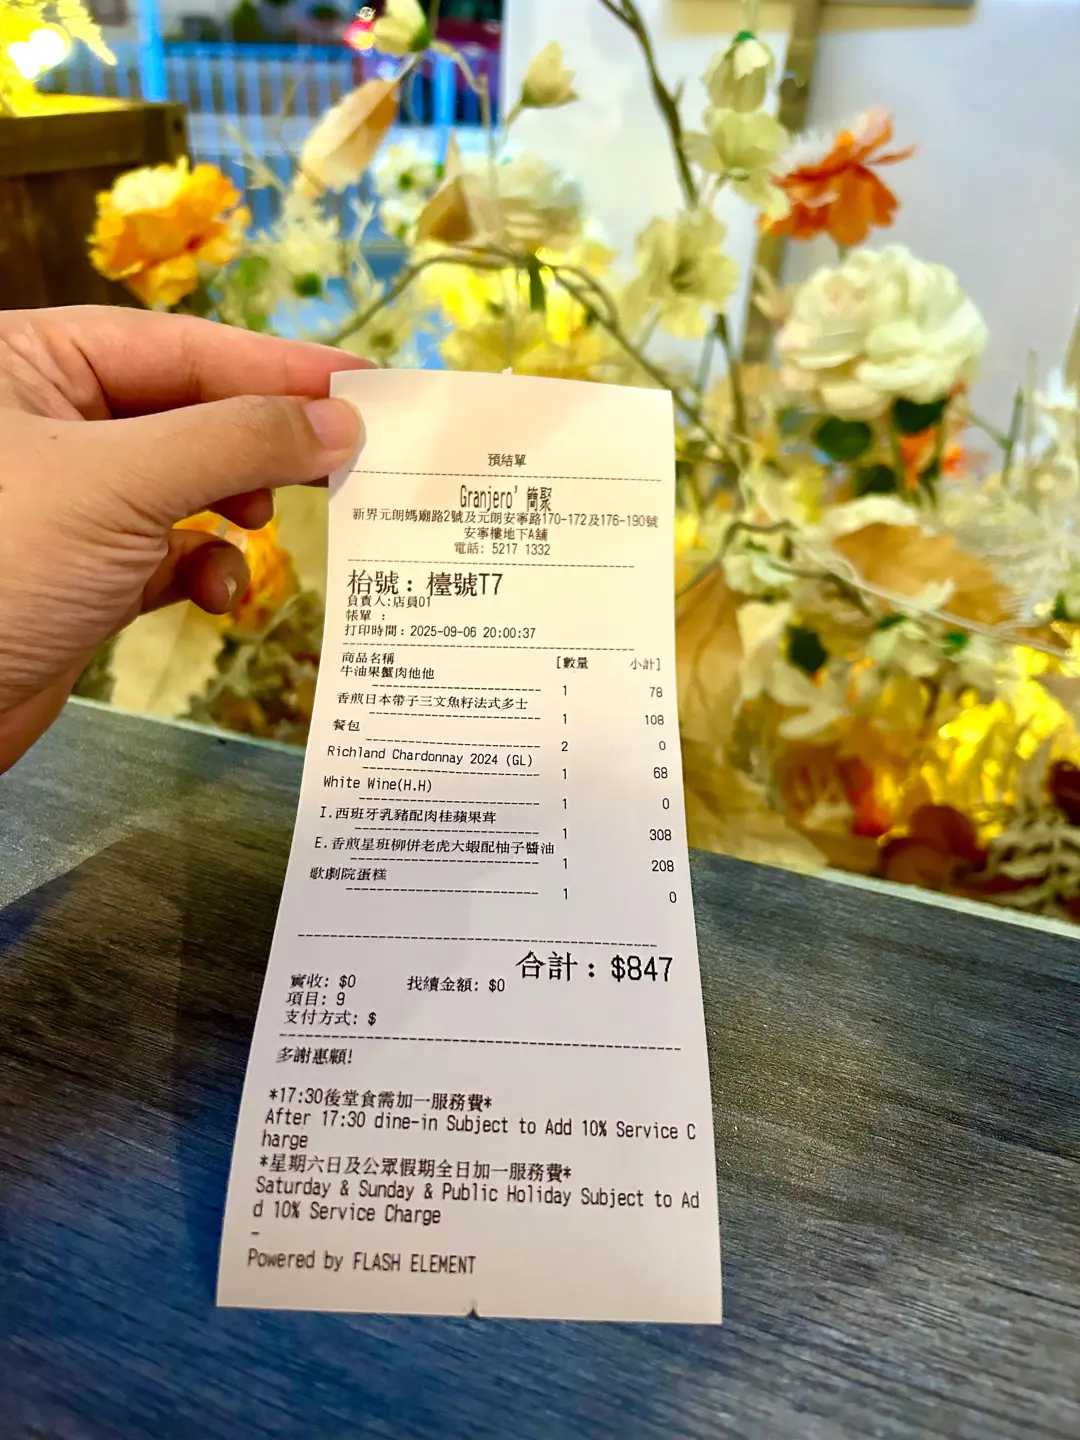 預结單
Granjero' 簡聚
新界元朗媽廟路2號及元朗安寧路170-172及176-190號
安寧樓地下A舖
電話: 5217 1332
枱號: 檯號T7
負責人:店員01
帳單 :
打印時間:2025-09-06 20:00:37
商品名稱 [數量 小計]
牛油果蟹肉他他
1 78
香煎日本帶子三文魚籽法式多士
1 108
餐包
2 0
Richland Chardonnay 2024 (GL)
1 68
White Wine(H.H)
1 0
I.西班牙乳豬配肉桂蘋果茸
1 308
E.香煎星班柳併老虎大蝦配柚子醬油
1 208
歌劇院蛋糕
1 0
合計: $847
實收: $0 找續金額: $0
項目: 9
支付方式: $
多謝惠顧!
*17:30後堂食需加一服務費*
After 17:30 dine-in Subject to Add 10% Service C
harge
*星期六日及公眾假期全日加一服務費*
Saturday & Sunday & Public Holiday Subject to Ad
d 10% Service Charge
-
Powered by FLASH ELEMENT